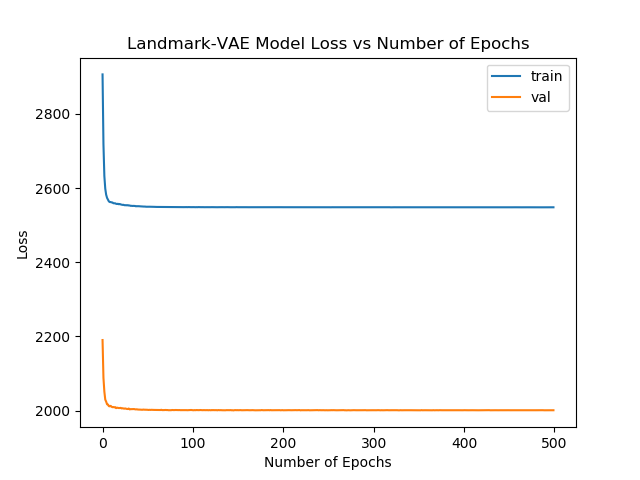 Landmark-VAE Model Loss vs Number of Epochs
train
val
2800
2600
2400
2200
2000
Loss
0 100 200 300 400 500
Number of Epochs